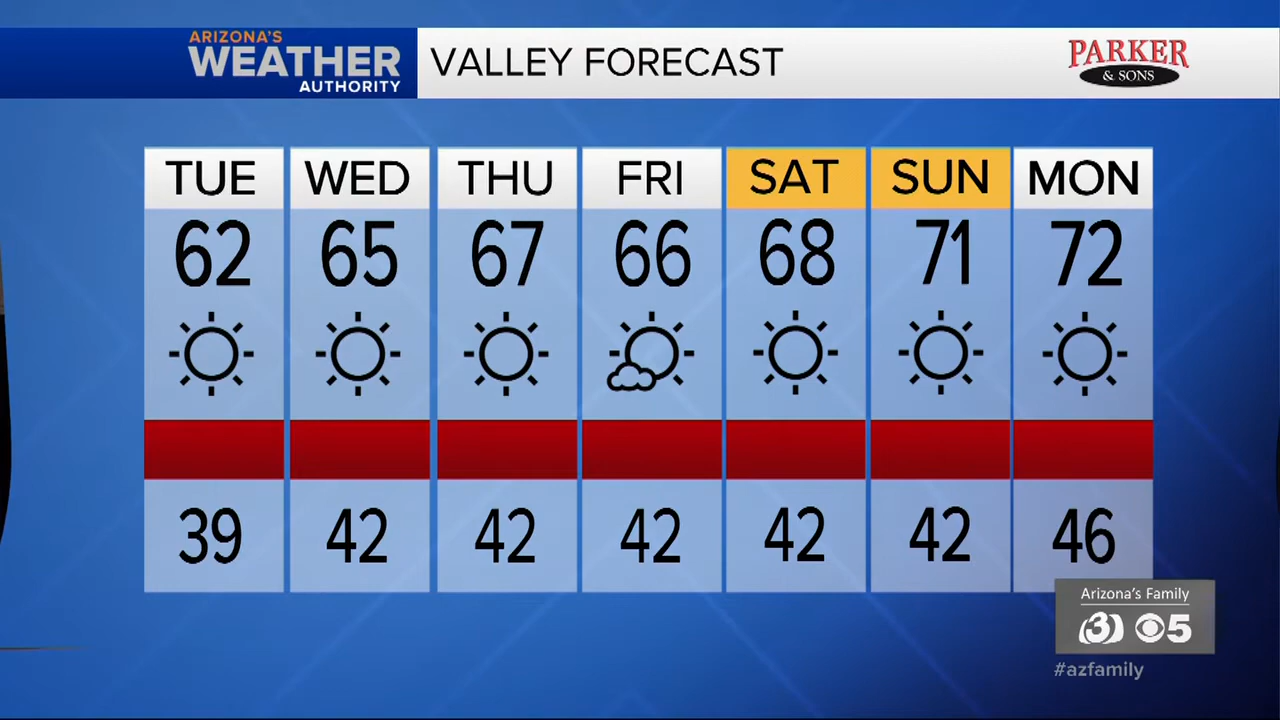 ARIZONA'S
WEATHER
AUTHORITY
VALLEY FORECAST
PARKER
& SONS
TUE WED THU FRI SAT SUN MON
62 65 67 66 68 71 72
39 42 42 42 42 42 46
Arizona's Family
3 5
#azfamily